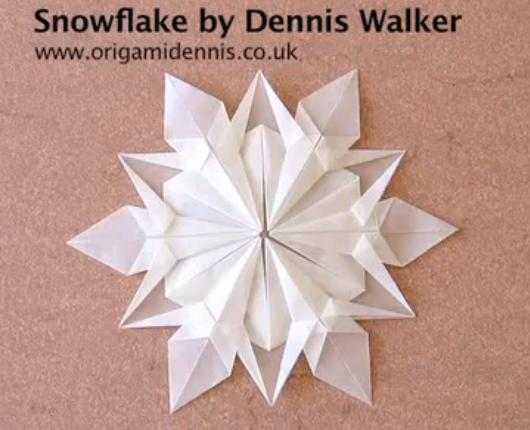 Snowflake by Dennis Walker
www.origamidennis.co.uk